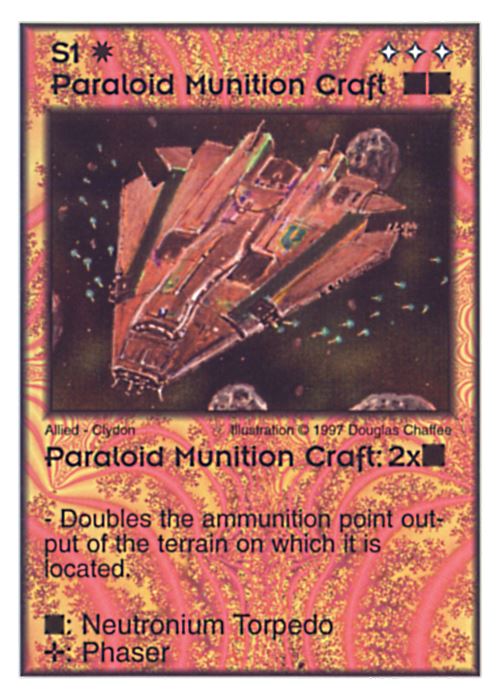 S1
Paraloid Munition Craft
Allied - Clydon
Illustration © 1997 Douglas Chaffee
Paraloid Munition Craft: 2x■
- Doubles the ammunition point out-
put of the terrain on which it is
located.
■: Neutronium Torpedo
✛: Phaser